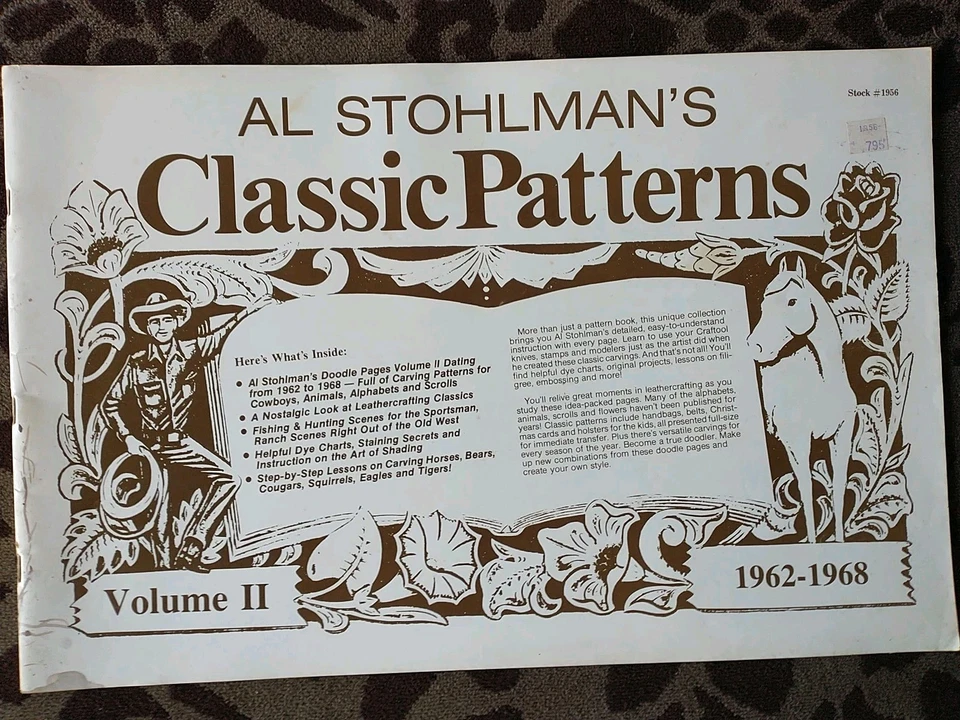 AL STOHLMAN'S
Stock #1956
1956
.795
Classic Patterns
Here's What's Inside:
● Al Stohlman's Doodle Pages Volume II Dating
from 1962 to 1968 — Full of Carving Patterns for
Cowboys, Animals, Alphabets and Scrolls
● A Nostalgic Look at Leathercrafting Classics
● Fishing & Hunting Scenes for the Sportsman,
Ranch Scenes Right Out of the Old West
● Helpful Dye Charts, Staining Secrets and
Instruction on the Art of Shading
● Step-by-Step Lessons on Carving Horses, Bears,
Cougars, Squirrels, Eagles and Tigers!
More than just a pattern book, this unique collection
brings you Al Stohlman's detailed, easy-to-understand
instruction with every page. Learn to use your Craftool
knives, stamps and modelers just as the artist did when
he created these classic carvings. And that's not all! You'll
find helpful dye charts, original projects, lessons on fili-
gree, embossing and more!
You'll relive great moments in leathercrafting as you
study these idea-packed pages. Many of the alphabets,
animals, scrolls and flowers haven't been published for
years! Classic patterns include handbags, belts, Christ-
mas cards and holsters for the kids, all presented full-size
for immediate transfer. Plus there's versatile carvings for
every season of the year. Become a true doodler. Make
up new combinations from these doodle pages and
create your own style.
Volume II
1962-1968